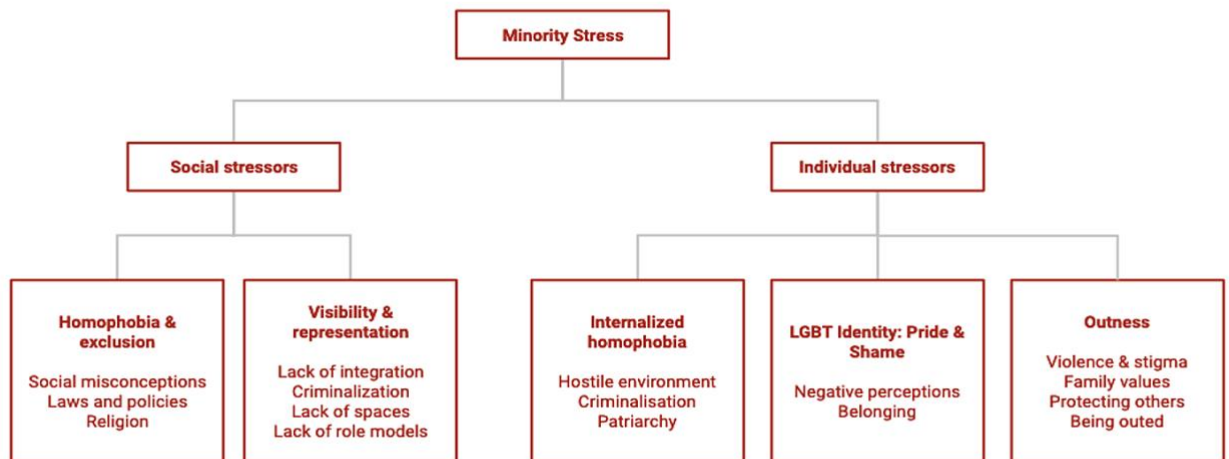 Minority Stress
Social stressors
Individual stressors
Homophobia &
exclusion
Social misconceptions
Laws and policies
Religion
Visibility &
representation
Lack of integration
Criminalization
Lack of spaces
Lack of role models
Internalized
homophobia
Hostile environment
Criminalisation
Patriarchy
LGBT Identity: Pride &
Shame
Negative perceptions
Belonging
Outness
Violence & stigma
Family values
Protecting others
Being outed